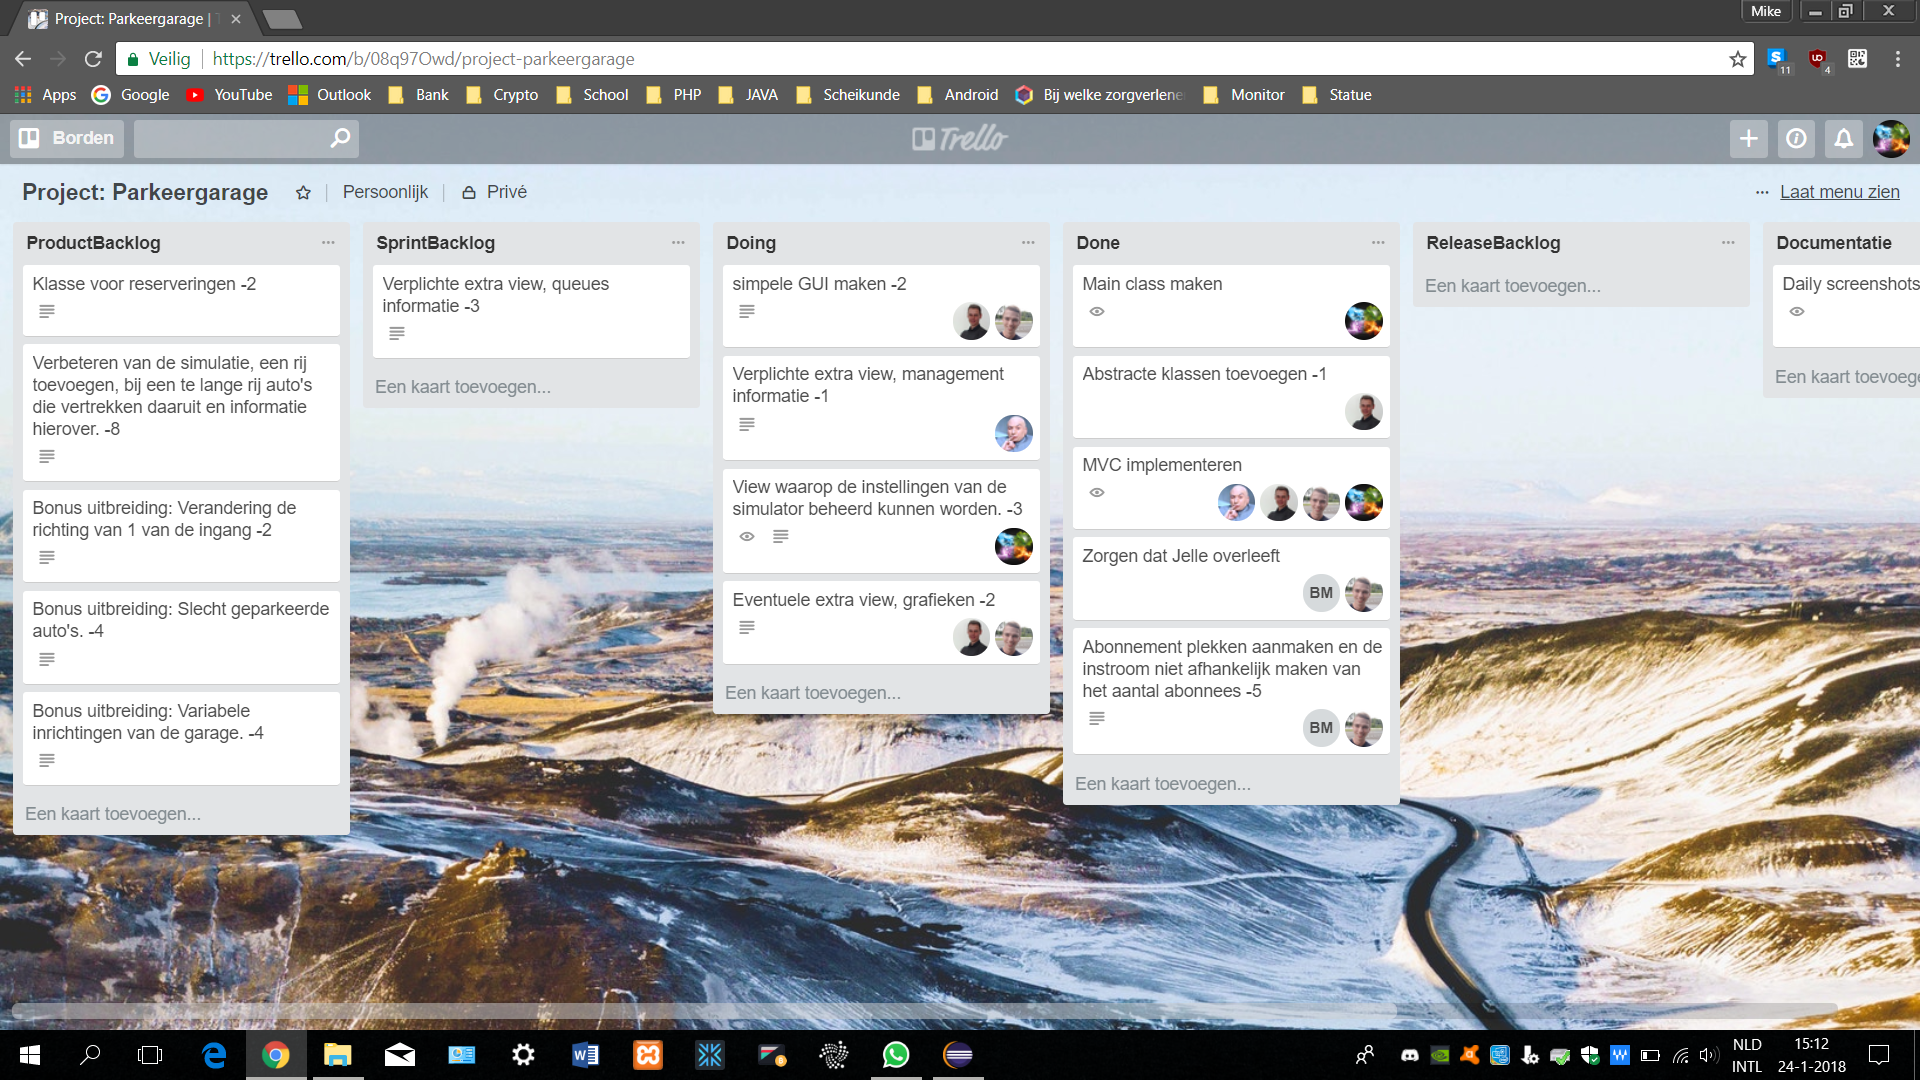 Project: Parkeergarage |
Mike
Veilig
https://trello.com/b/08q97Owd/project-parkeergarage
11
4
Apps
Google
YouTube
Outlook
Bank
Crypto
School
PHP
JAVA
Scheikunde
Android
Bij welke zorgverlene
Monitor
Statue
Borden
Trello
Project: Parkeergarage
Persoonlijk
Privé
Laat menu zien
ProductBacklog
Klasse voor reserveringen -2
Verbeteren van de simulatie, een rij
toevoegen, bij een te lange rij auto's
die vertrekken daaruit en informatie
hierover. -8
Bonus uitbreiding: Verandering de
richting van 1 van de ingang -2
Bonus uitbreiding: Slecht geparkeerde
auto's. -4
Bonus uitbreiding: Variabele
inrichtingen van de garage. -4
Een kaart toevoegen...
SprintBacklog
Verplichte extra view, queues
informatie -3
Een kaart toevoegen...
Doing
simpele GUI maken -2
Verplichte extra view, management
informatie -1
View waarop de instellingen van de
simulator beheerd kunnen worden. -3
Eventuele extra view, grafieken -2
Een kaart toevoegen...
Done
Main class maken
Abstracte klassen toevoegen -1
MVC implementeren
Zorgen dat Jelle overleeft
BM
Abonnement plekken aanmaken en de
instroom niet afhankelijk maken van
het aantal abonnees -5
BM
Een kaart toevoegen...
ReleaseBacklog
Een kaart toevoegen...
Documentatie
Daily screenshots
Een kaart toevoege
NLD
INTL
15:12
24-1-2018